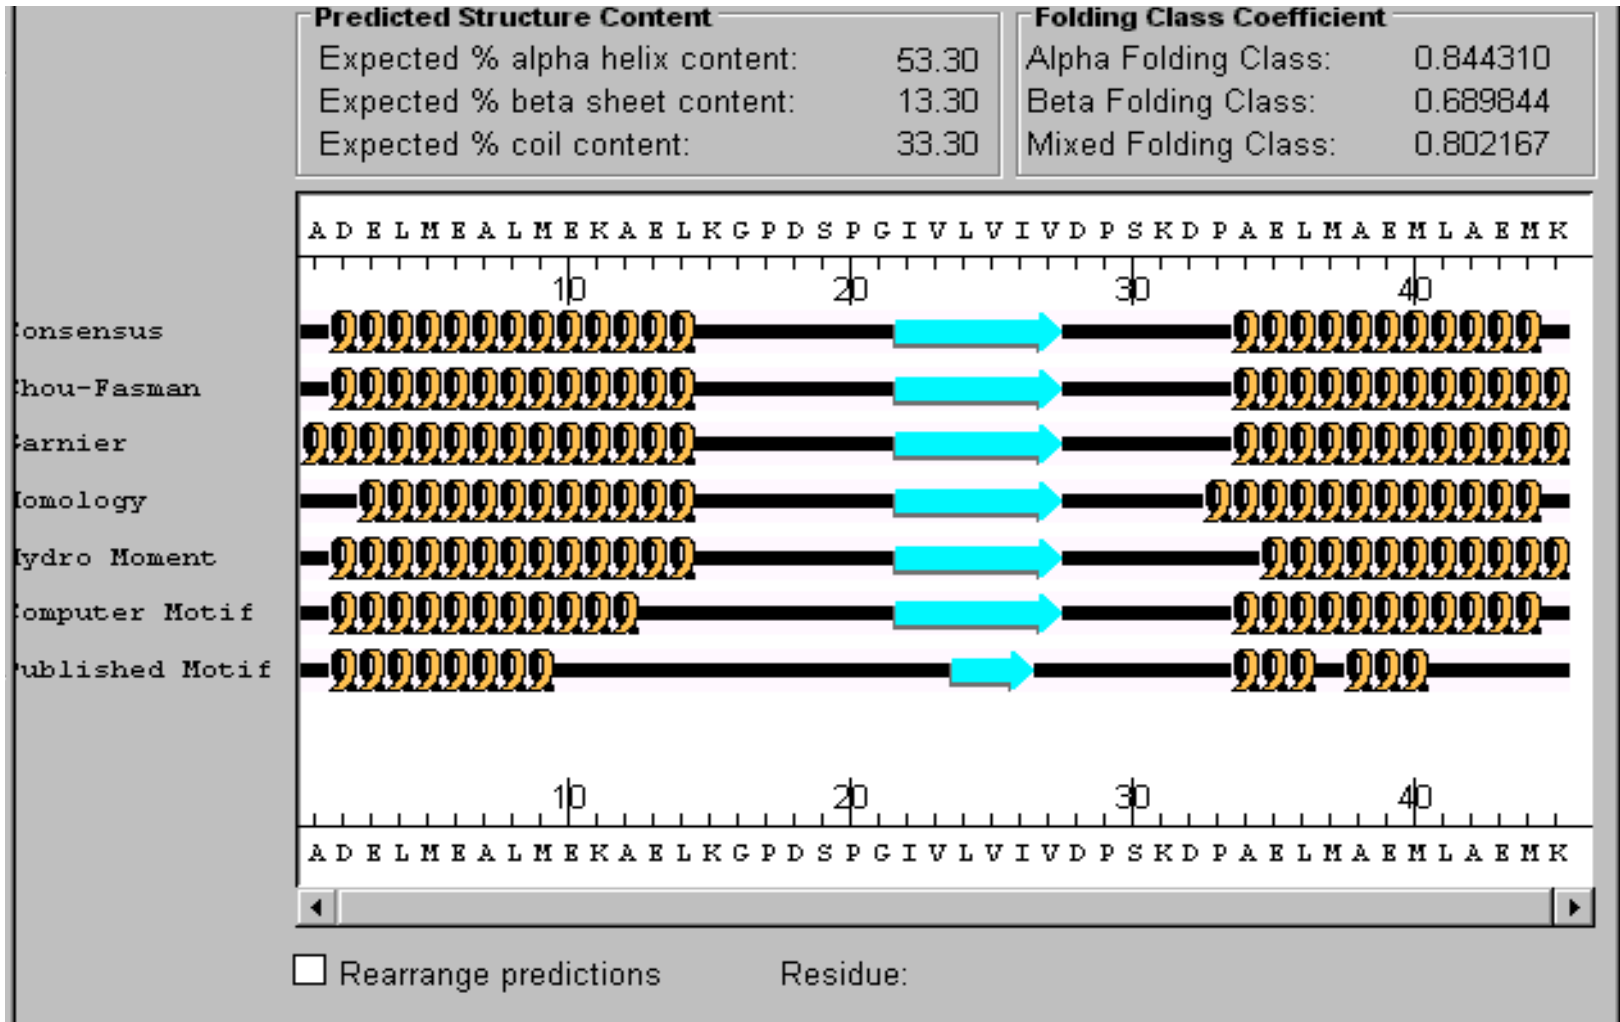 Predicted Structure Content
Expected % alpha helix content: 53.30
Expected % beta sheet content: 13.30
Expected % coil content: 33.30
Folding Class Coefficient
Alpha Folding Class: 0.844310
Beta Folding Class: 0.689844
Mixed Folding Class: 0.802167
A D E L M E A L M E K A E L K G P D S P G I V L V I V D P S K D P A E L M A E M L A E M K
10 20 30 40
onsensus
hou-Fasman
arnier
omology
ydro Moment
omputer Motif
ublished Motif
10 20 30 40
A D E L M E A L M E K A E L K G P D S P G I V L V I V D P S K D P A E L M A E M L A E M K
Rearrange predictions Residue: